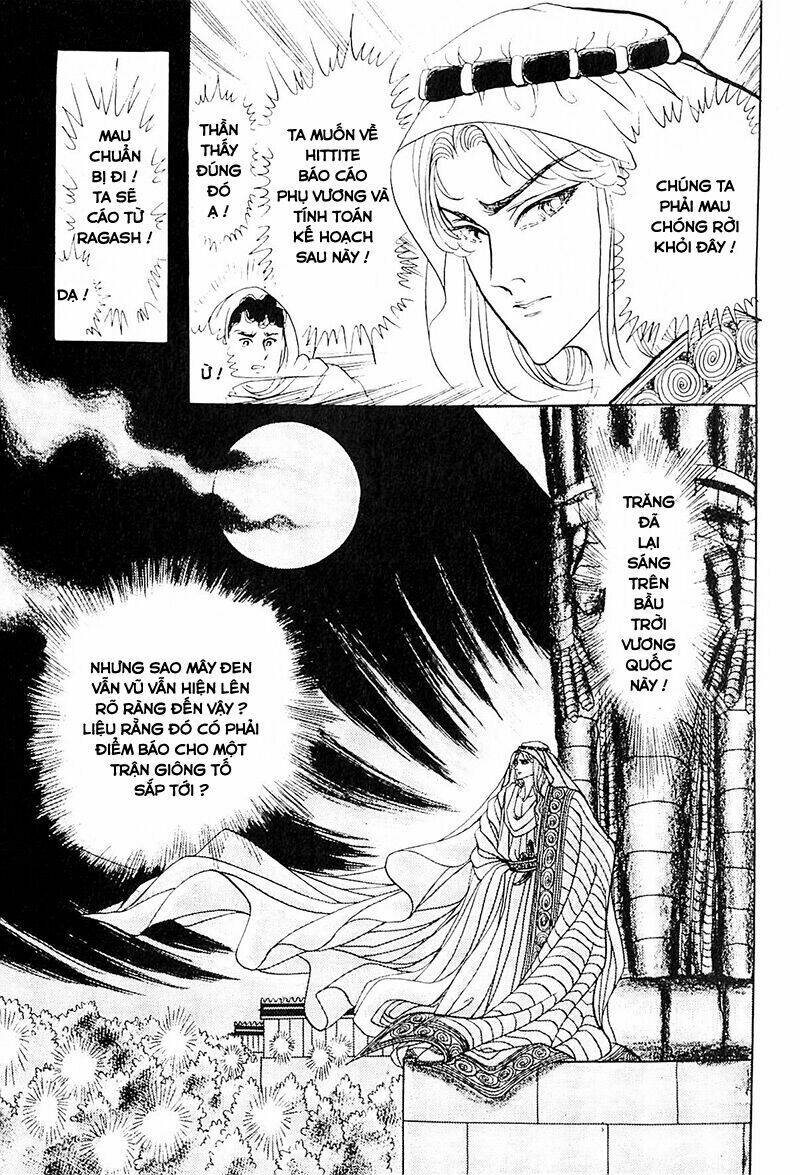 CHÚNG TA
PHẢI MAU
CHÓNG RỜI
KHỎI ĐÂY !
TA MUỐN VỀ
HITTITE
BÁO CÁO
PHỤ VƯƠNG VÀ
TÍNH TOÁN
KẾ HOẠCH
SAU NÀY !
THẦN
THẤY
ĐÚNG
ĐÓ
Ạ !
Ừ !
MAU
CHUẨN
BỊ ĐI !
TA SẼ
CÁO TỪ
RAGASH !
DẠ !
TRĂNG
ĐÃ
LẠI
SÁNG
TRÊN
BẦU
TRỜI
VƯƠNG
QUỐC
NÀY !
NHƯNG SAO MÂY ĐEN
VẪN VŨ VẪN HIỆN LÊN
RÕ RÀNG ĐẾN VẬY ?
LIỆU RẰNG ĐÓ CÓ PHẢI
ĐIỂM BÁO CHO MỘT
TRẬN GIÔNG TỐ
SẮP TỚI ?